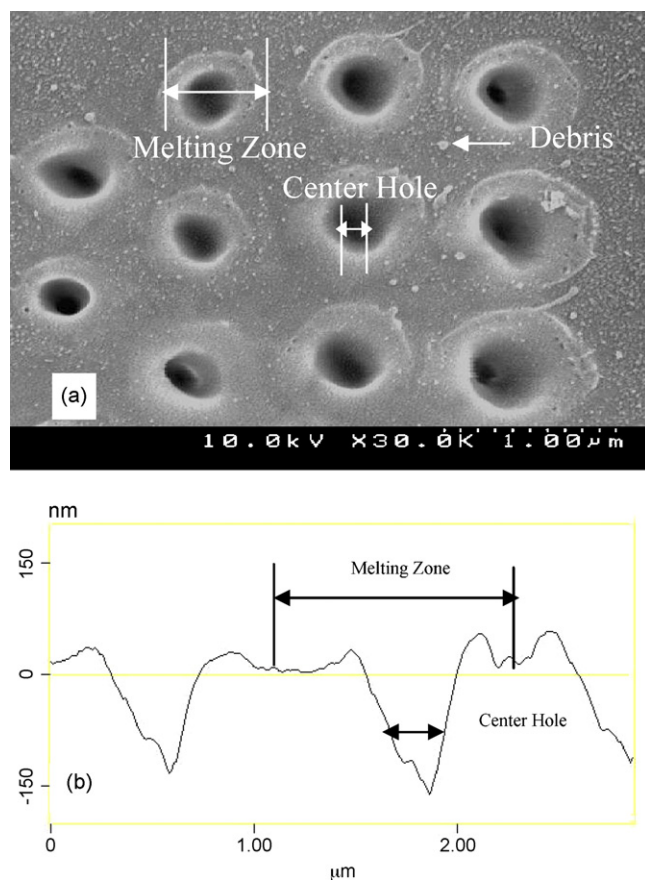 Melting Zone
Debris
Center Hole
(a)
10.0kV X30.0K 1.00μm
nm
150
Melting Zone
0
Center Hole
-150
(b)
0 1.00 2.00
μm